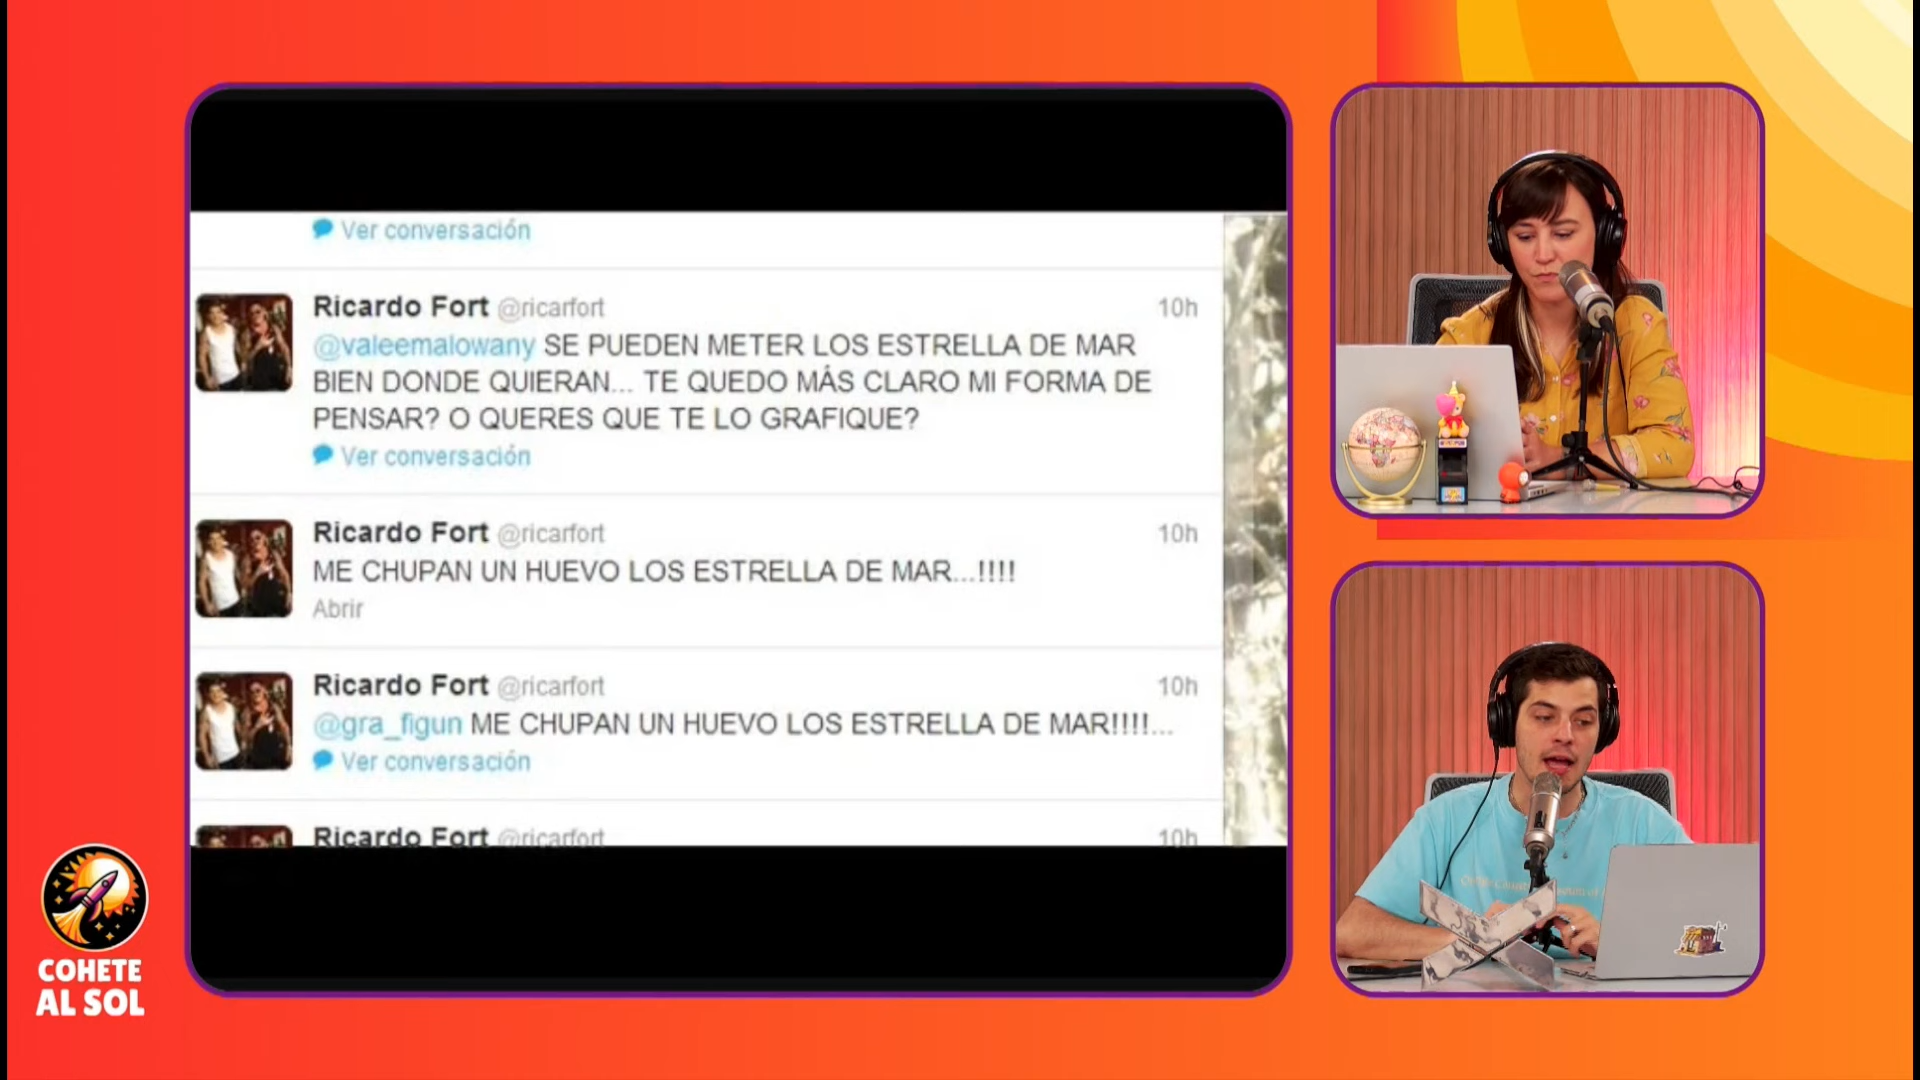 Ver conversación
Ricardo Fort @ricarfort 10h
@valeemalowany SE PUEDEN METER LOS ESTRELLA DE MAR
BIEN DONDE QUIERAN... TE QUEDO MÁS CLARO MI FORMA DE
PENSAR? O QUERES QUE TE LO GRAFIQUE?
Ver conversación
Ricardo Fort @ricarfort 10h
ME CHUPAN UN HUEVO LOS ESTRELLA DE MAR...!!!!
Abrir
Ricardo Fort @ricarfort 10h
@gra_figun ME CHUPAN UN HUEVO LOS ESTRELLA DE MAR!!!!...
Ver conversación
Ricardo Fort @ricarfort 10h
COHETE
AL SOL